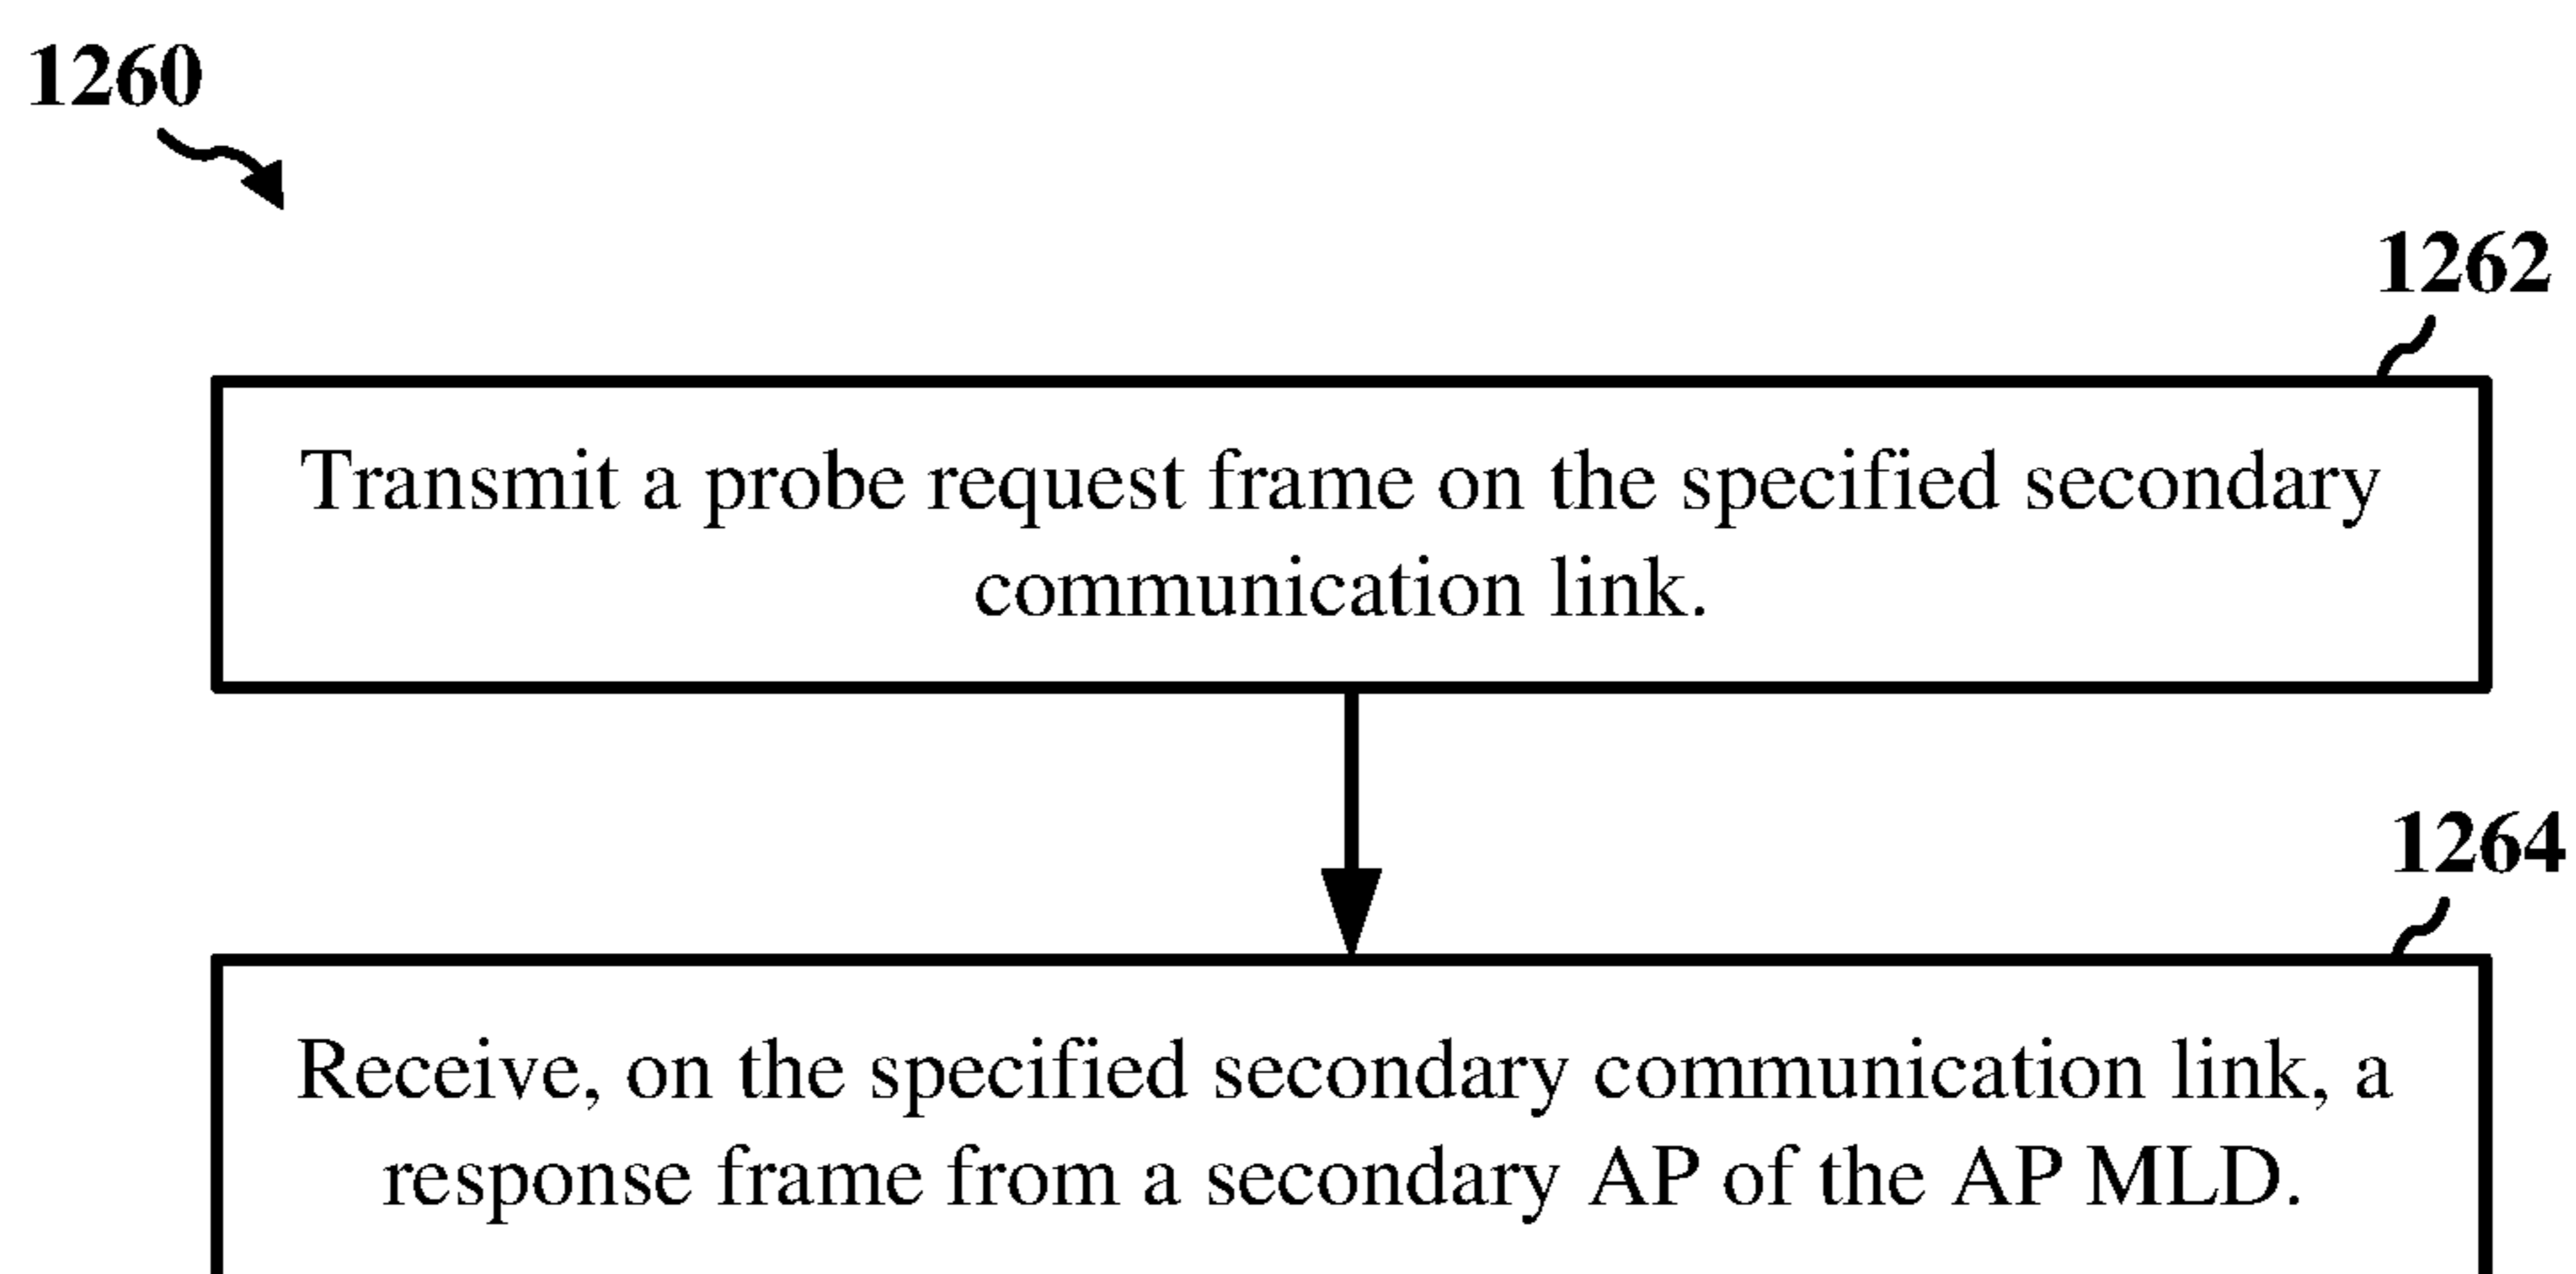 1260
1262
Transmit a probe request frame on the specified secondary
communication link.
1264
Receive, on the specified secondary communication link, a
response frame from a secondary AP of the AP MLD.